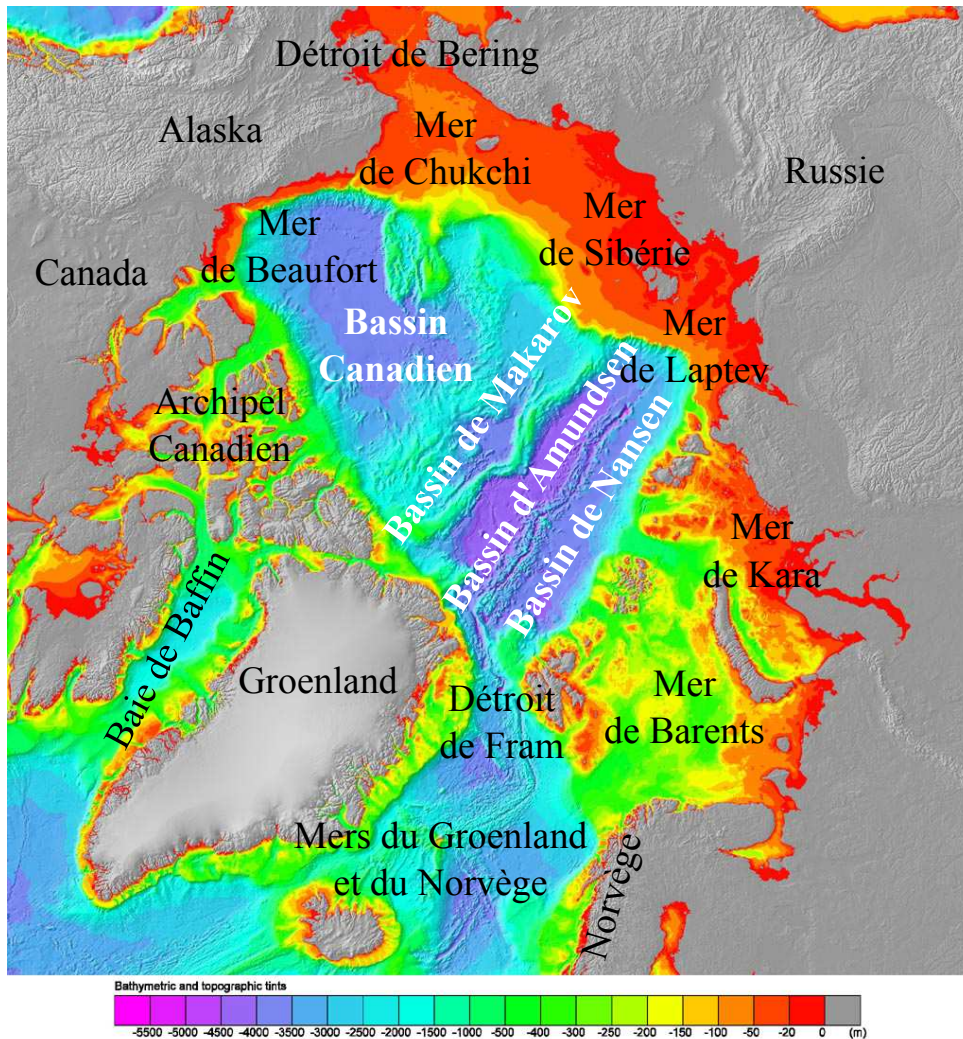 Détroit de Bering
Alaska
Mer
de Chukchi
Russie
Mer
de Sibérie
Mer
de Beaufort
Canada
Bassin
Canadien
Bassin de Makarov
Mer
de Laptev
Bassin d'Amundsen
Bassin de Nansen
Archipel
Canadien
Mer
de Kara
Baie de Baffin
Groenland
Détroit
de Fram
Mer
de Barents
Mers du Groenland
et du Norvège
Norvège
Bathymetric and topographic tints
-5500 -5000 -4500 -4000 -3500 -3000 -2500 -2000 -1500 -1000 -500 -400 -300 -250 -200 -150 -100 -50 -20 0 (m)